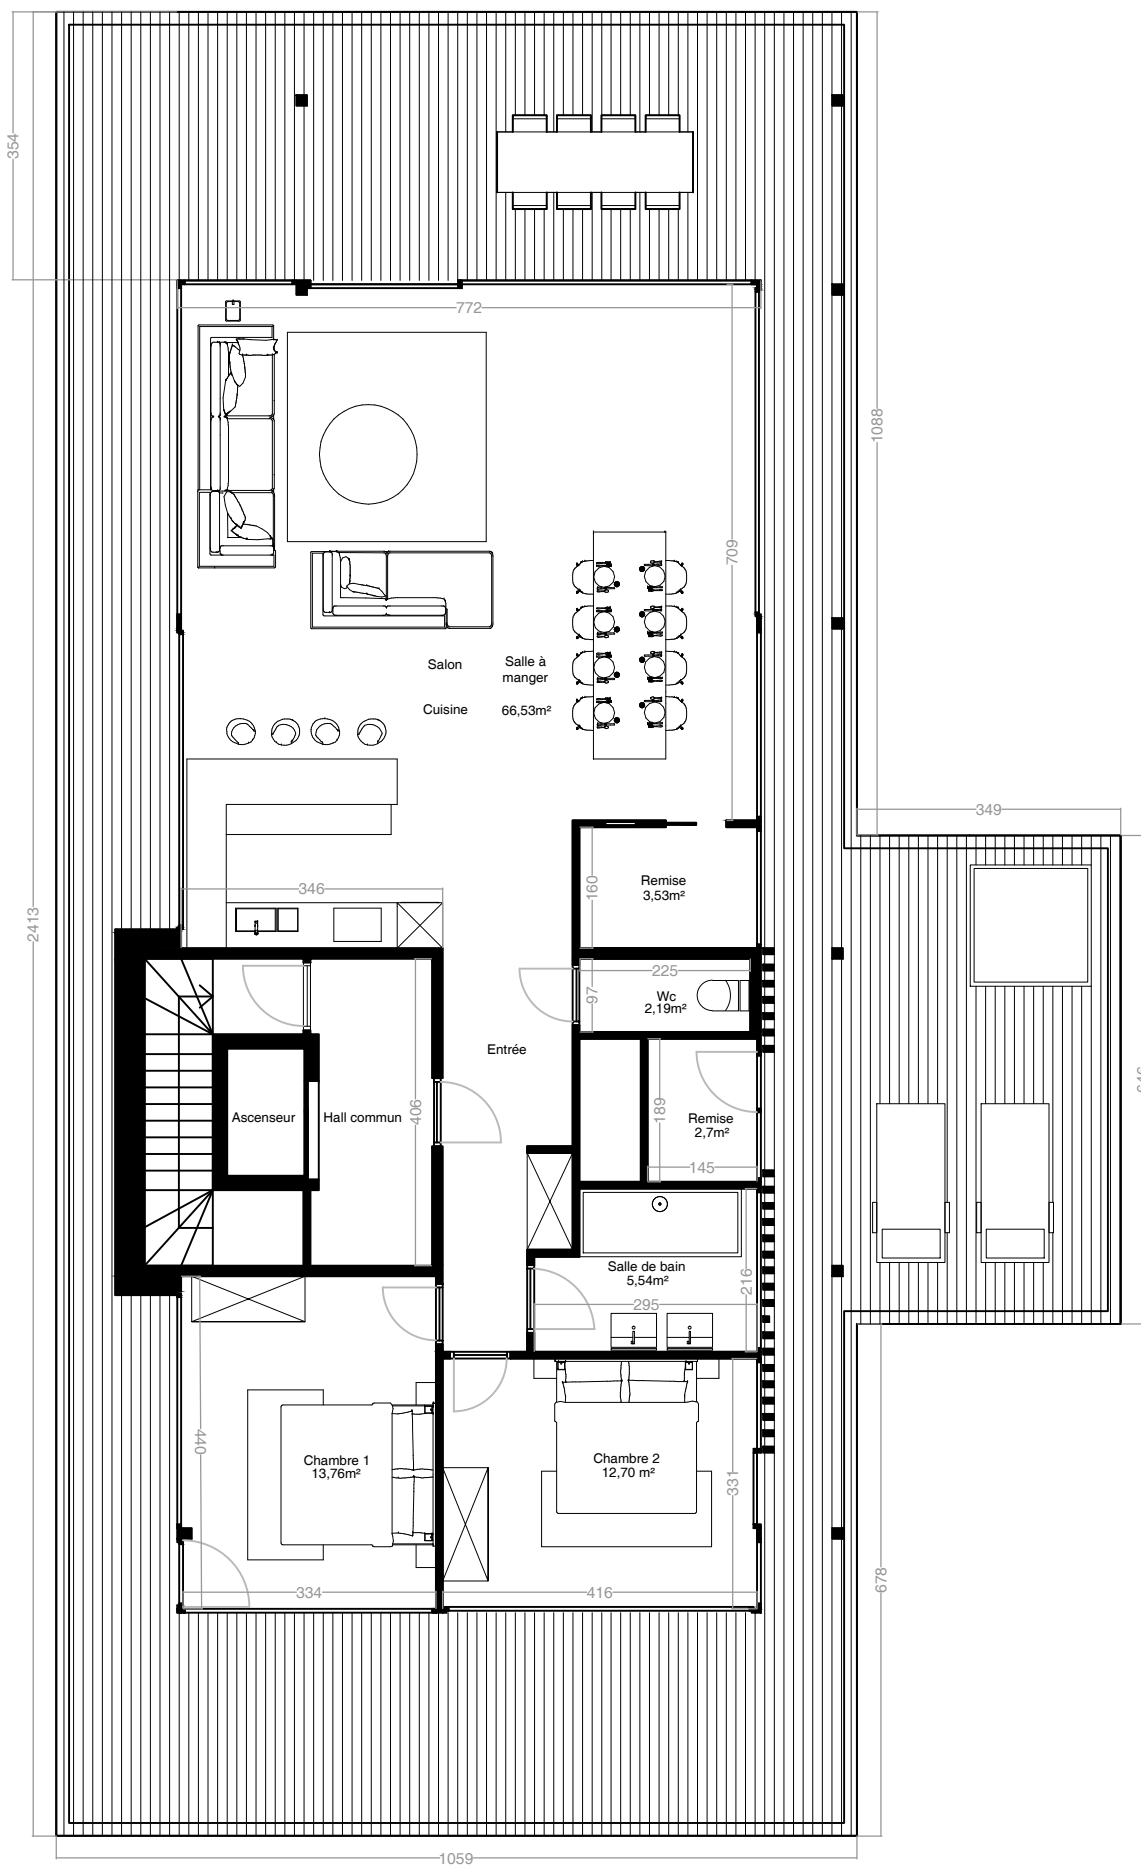 354
772
1088
709
Salon
Salle à
manger
Cuisine
66,53m²
349
346
160
Remise
3,53m²
2413
225
97
Wc
2,19m²
Entrée
Ascenseur
Hall commun
406
189
Remise
2,7m²
145
Salle de bain
5,54m²
216
295
440
Chambre 1
13,76m²
Chambre 2
12,70 m²
331
334
416
678
1059